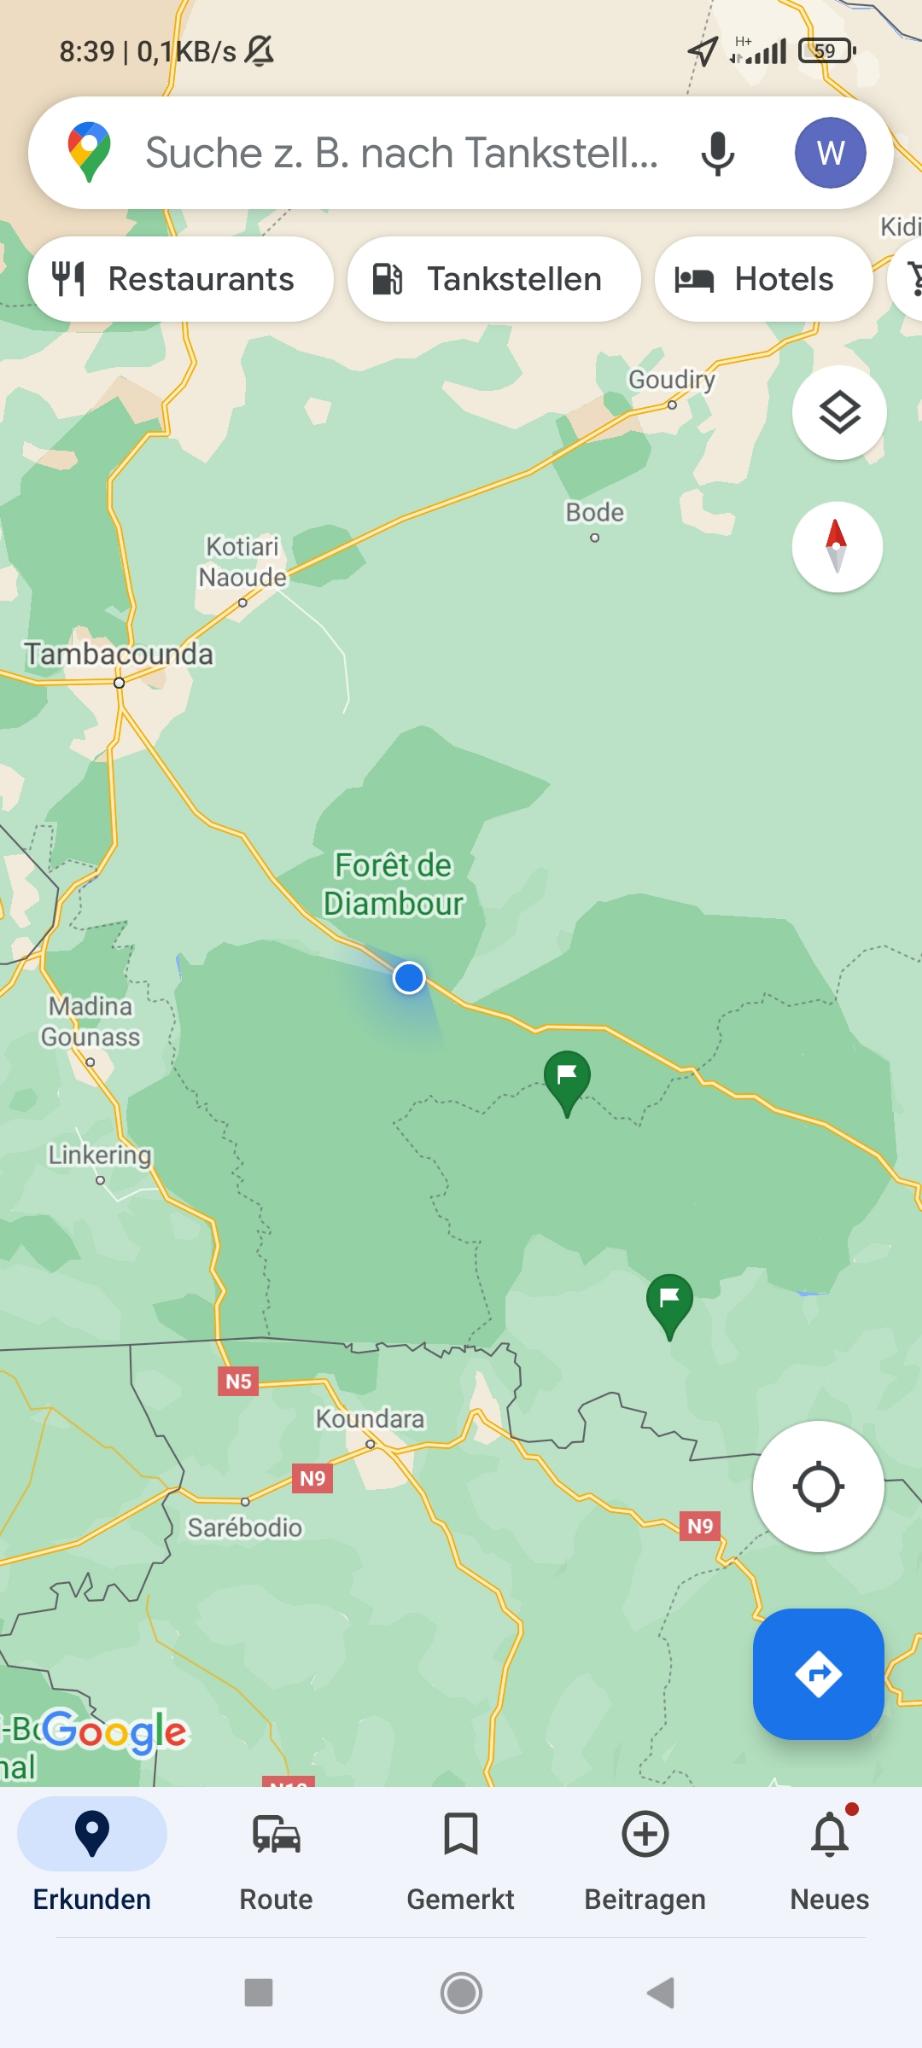 8:39 | 0,1KB/s
H+
59
Suche z. B. nach Tankstell...
W
Kidi
Restaurants
Tankstellen
Hotels
Goudiry
Bode
Kotiari
Naoude
Tambacounda
Forêt de
Diambour
Madina
Gounass
Linkering
N5
Koundara
N9
Sarébodio
N9
Google
nal
Erkunden
Route
Gemerkt
Beitragen
Neues